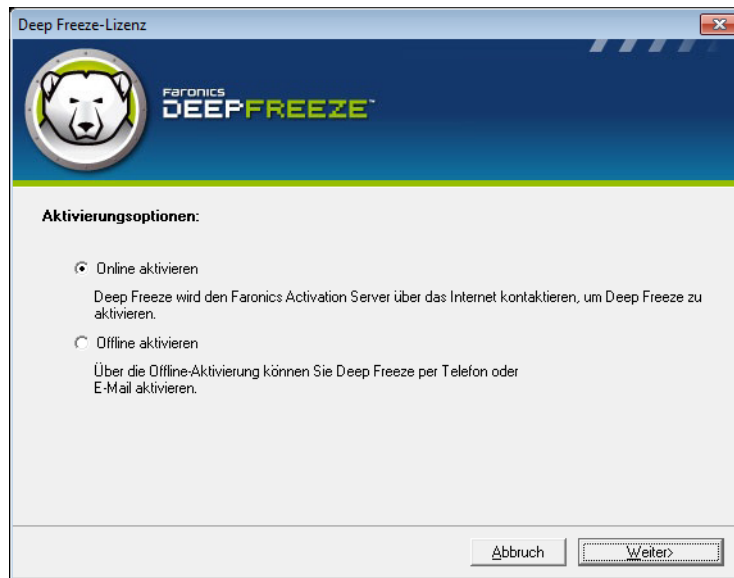 Deep Freeze-Lizenz
Faronics
DEEPFREEZE™
Aktivierungsoptionen:
Online aktivieren
Deep Freeze wird den Faronics Activation Server über das Internet kontaktieren, um Deep Freeze zu
aktivieren.
Offline aktivieren
Über die Offline-Aktivierung können Sie Deep Freeze per Telefon oder
E-Mail aktivieren.
Abbruch
Weiter>